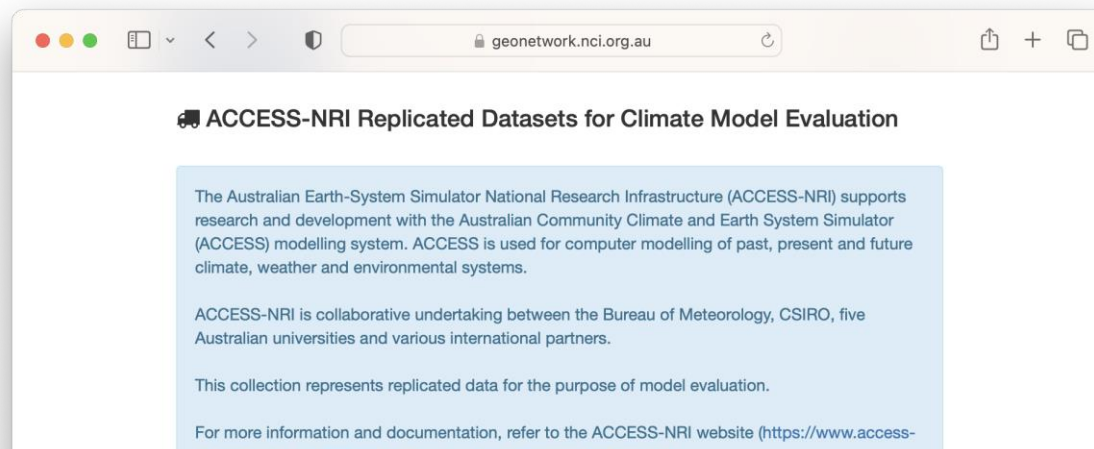 geonetwork.nci.org.au
ACCESS-NRI Replicated Datasets for Climate Model Evaluation
The Australian Earth-System Simulator National Research Infrastructure (ACCESS-NRI) supports
research and development with the Australian Community Climate and Earth System Simulator
(ACCESS) modelling system. ACCESS is used for computer modelling of past, present and future
climate, weather and environmental systems.
ACCESS-NRI is collaborative undertaking between the Bureau of Meteorology, CSIRO, five
Australian universities and various international partners.
This collection represents replicated data for the purpose of model evaluation.
For more information and documentation, refer to the ACCESS-NRI website (https://www.access-